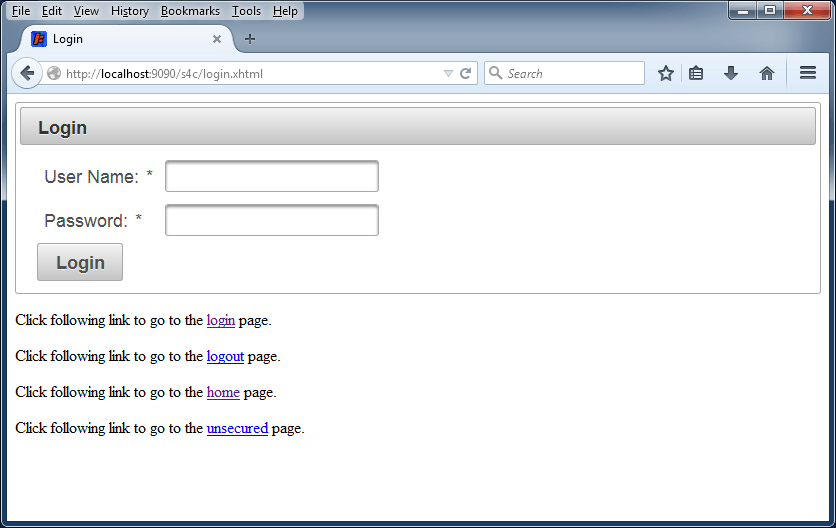 File Edit View History Bookmarks Tools Help
Login
http://localhost:9090/s4c/login.xhtml
Search
Login
User Name: *
Password: *
Login
Click following link to go to the login page.
Click following link to go to the logout page.
Click following link to go to the home page.
Click following link to go to the unsecured page.